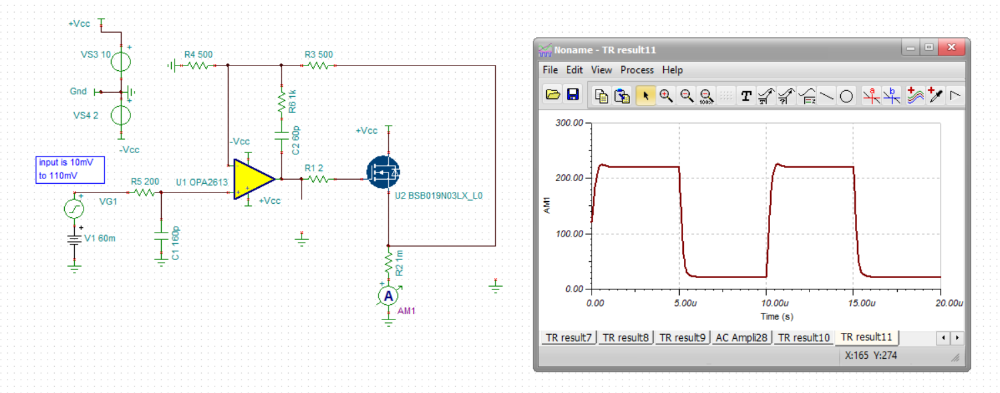 +Vcc
VS3 10
Gnd
VS4 2
-Vcc
input is 10mV
to 110mV
R4 500
R3 500
R6 1k
C2 60p
-Vcc
+Vcc
R5 200
U1 OPA2613
R1 2
+Vcc
U2 BSB019N03LX_L0
VG1
V1 60m
C1 160p
R2 1m
A
AM1
Noname - TR result11
File Edit View Process Help
T
100%
a
b
300.00
200.00
100.00
0.00
AM1
0.00 5.00u 10.00u 15.00u 20.00u
Time (s)
TR result7 TR result8 TR result9 AC Ampli28 TR result10 TR result11
X:165 Y:274